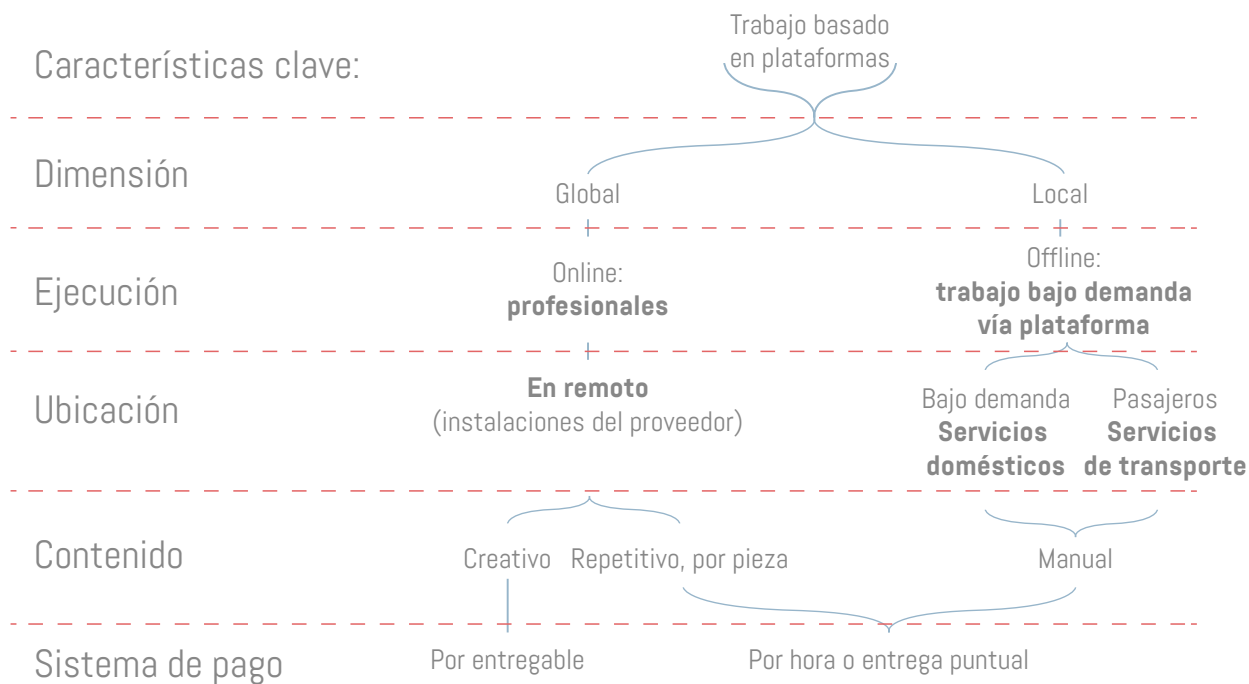 Características clave:
Trabajo basado
en plataformas
Dimensión
Global
Local
Ejecución
Online:
profesionales
Offline:
trabajo bajo demanda
vía plataforma
Ubicación
En remoto
(instalaciones del proveedor)
Bajo demanda
Servicios
domésticos
Pasajeros
Servicios
de transporte
Contenido
Creativo
Repetitivo, por pieza
Manual
Sistema de pago
Por entregable
Por hora o entrega puntual